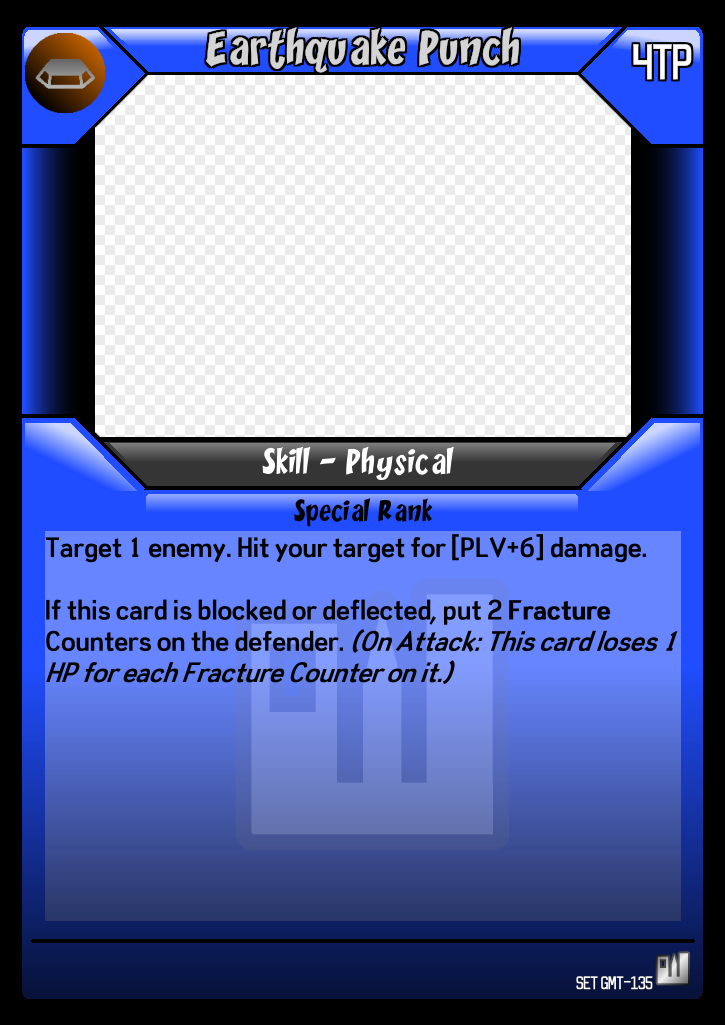 Earthquake Punch
4TP
Skill - Physical
Special Rank
Target 1 enemy. Hit your target for [PLV+6] damage.
If this card is blocked or deflected, put 2 Fracture
Counters on the defender. (On Attack: This card loses 1
HP for each Fracture Counter on it.)
SET GMT-135